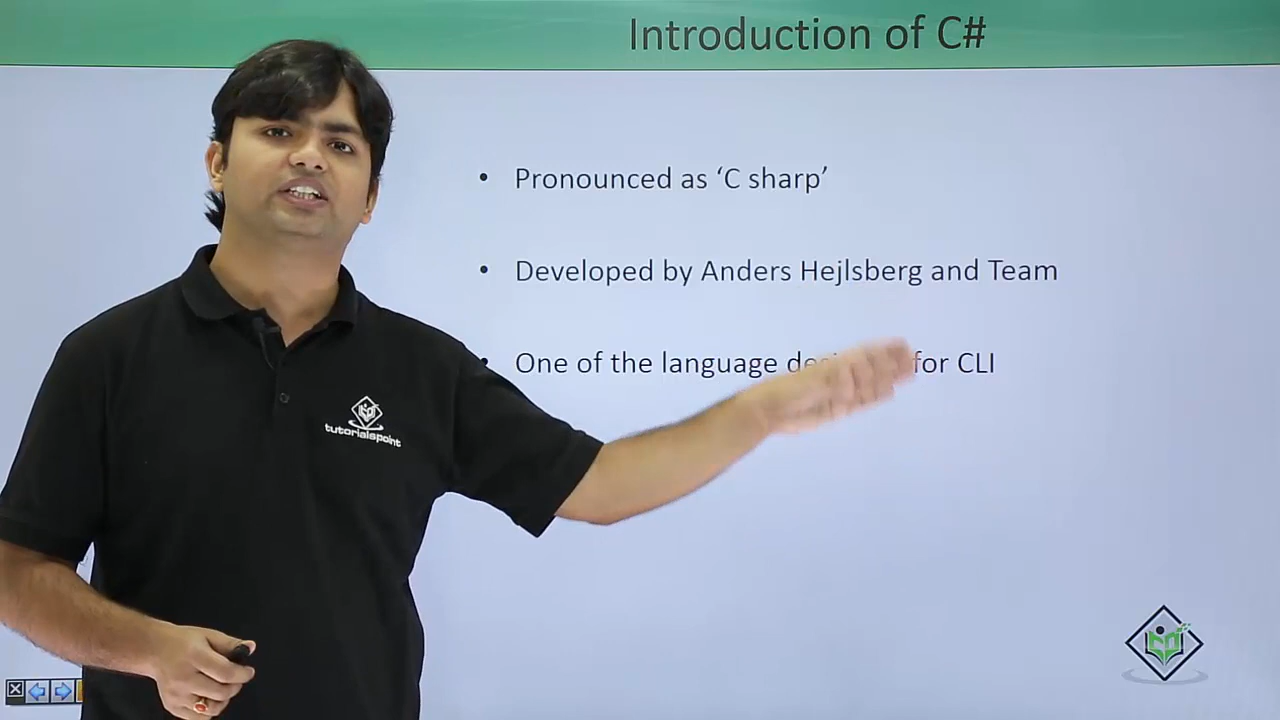 Introduction of C#
• Pronounced as ‘C sharp’
• Developed by Anders Hejlsberg and Team
• One of the language for CLI
tutorialspoint